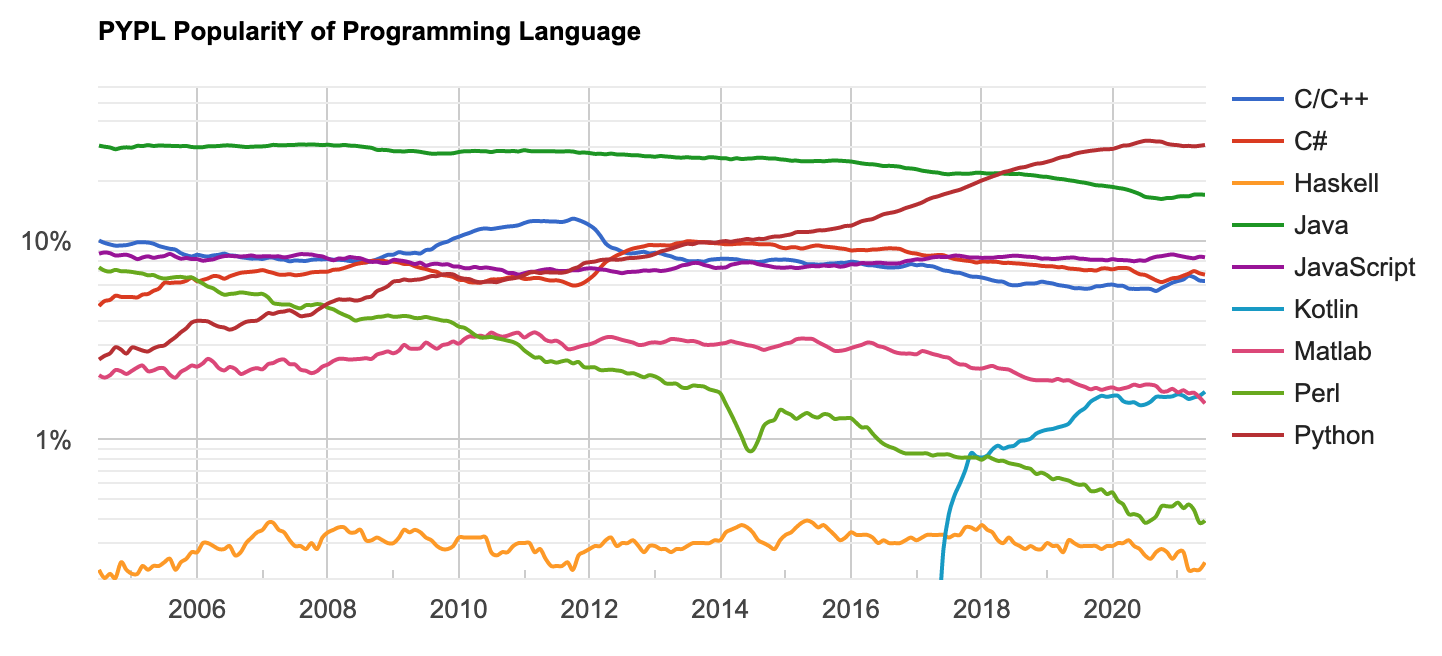 PYPL PopularitY of Programming Language
10%
1%
2006 2008 2010 2012 2014 2016 2018 2020
C/C++
C#
Haskell
Java
JavaScript
Kotlin
Matlab
Perl
Python